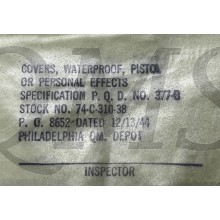 COVERS, WATERPROOF, PISTOL
OR PERSONAL EFFECTS
SPECIFICATION P. Q. D. NO. 377-B
STOCK NO. 74-C-310-38
P. O. 8652-DATED 12/13/44
PHILADELPHIA QM. DEPOT
INSPECTOR